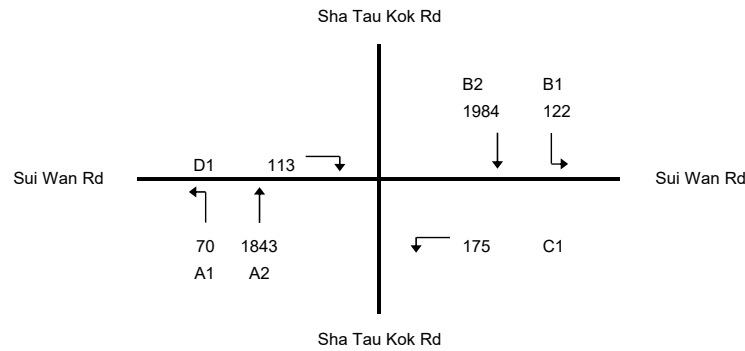 Sha Tau Kok Rd
B2 B1
1984 122
D1 113
Sui Wan Rd Sui Wan Rd
70 1843 175 C1
A1 A2
Sha Tau Kok Rd